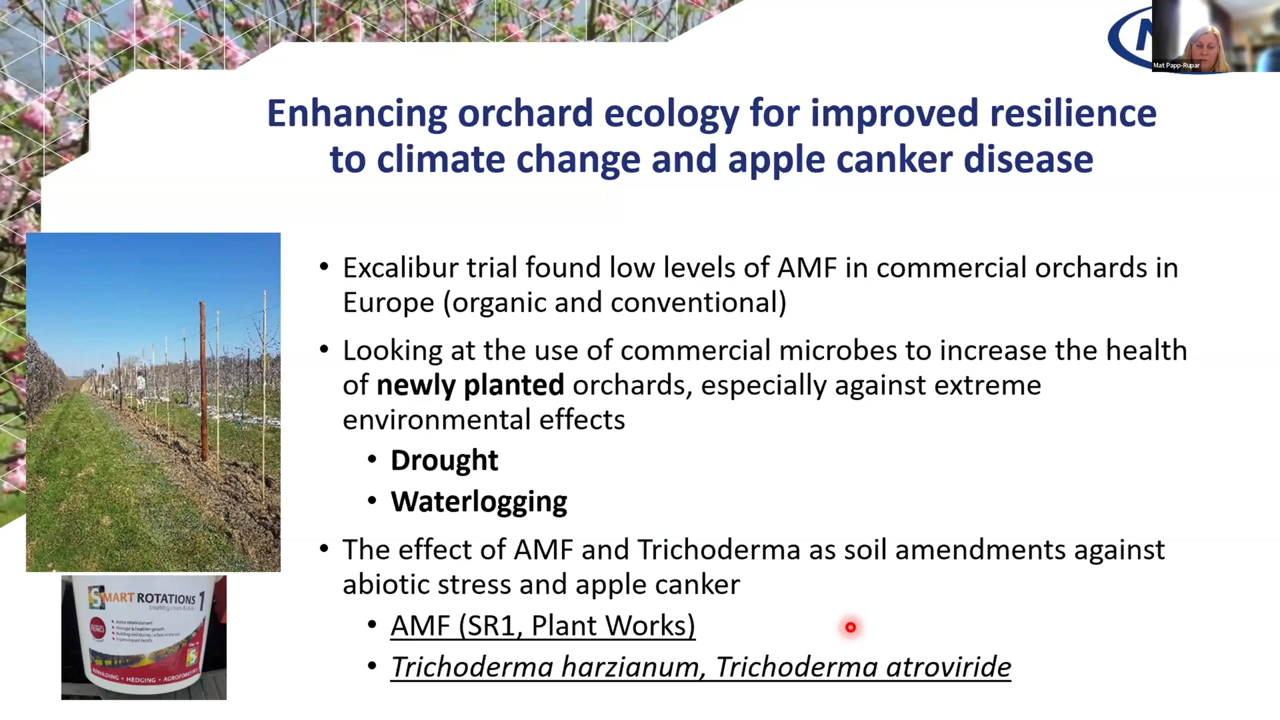 Mat Papp-Rupar
Enhancing orchard ecology for improved resilience
to climate change and apple canker disease
• Excalibur trial found low levels of AMF in commercial orchards in
Europe (organic and conventional)
• Looking at the use of commercial microbes to increase the health
of newly planted orchards, especially against extreme
environmental effects
• Drought
• Waterlogging
• The effect of AMF and Trichoderma as soil amendments against
abiotic stress and apple canker
• AMF (SR1, Plant Works)
• Trichoderma harzianum, Trichoderma atroviride
SMART ROTATIONS 1
HEDGING